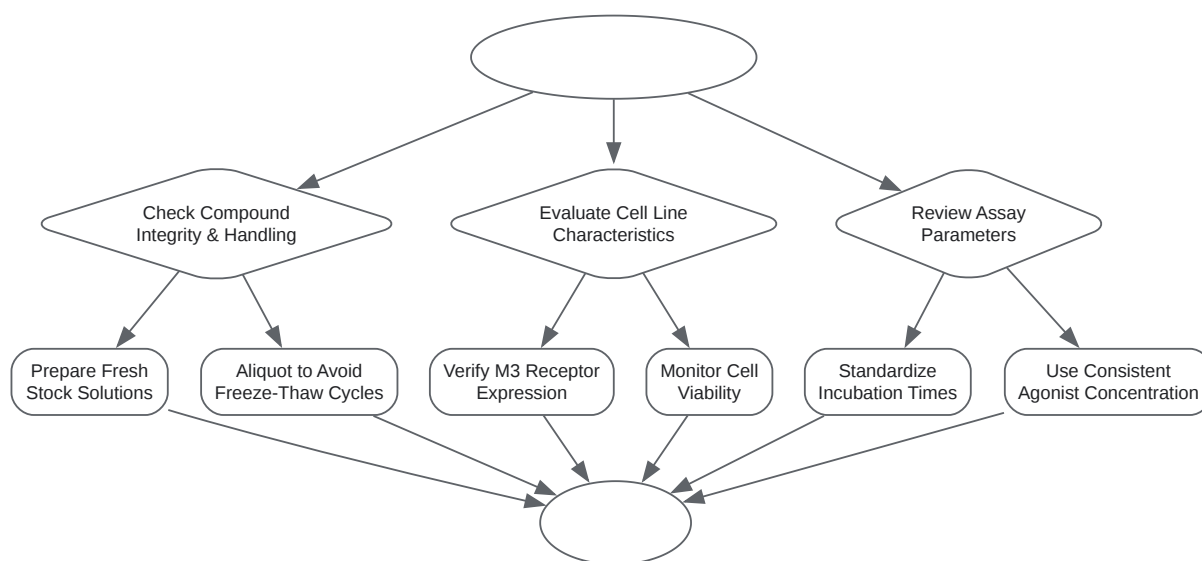 Check Compound
Integrity & Handling
Evaluate Cell Line
Characteristics
Review Assay
Parameters
Prepare Fresh
Stock Solutions
Aliquot to Avoid
Freeze-Thaw Cycles
Verify M3 Receptor
Expression
Monitor Cell
Viability
Standardize
Incubation Times
Use Consistent
Agonist Concentration